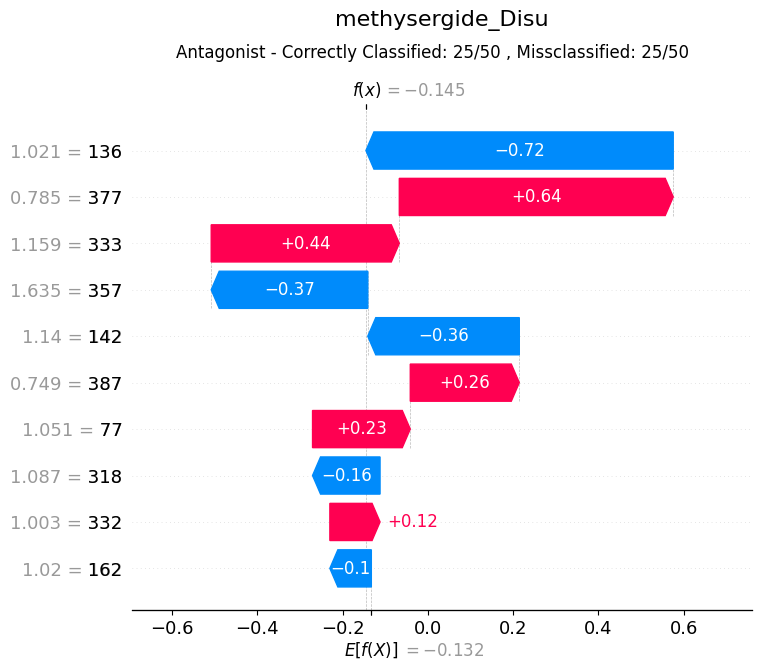 methysergide_Disu
Antagonist - Correctly Classified: 25/50 , Missclassified: 25/50
f(x) = −0.145
1.021 = 136 −0.72
0.785 = 377 +0.64
1.159 = 333 +0.44
1.635 = 357 −0.37
1.14 = 142 −0.36
0.749 = 387 +0.26
1.051 = 77 +0.23
1.087 = 318 −0.16
1.003 = 332 +0.12
1.02 = 162 −0.1
−0.6 −0.4 −0.2 0.0 0.2 0.4 0.6
E[f(X)] = −0.132